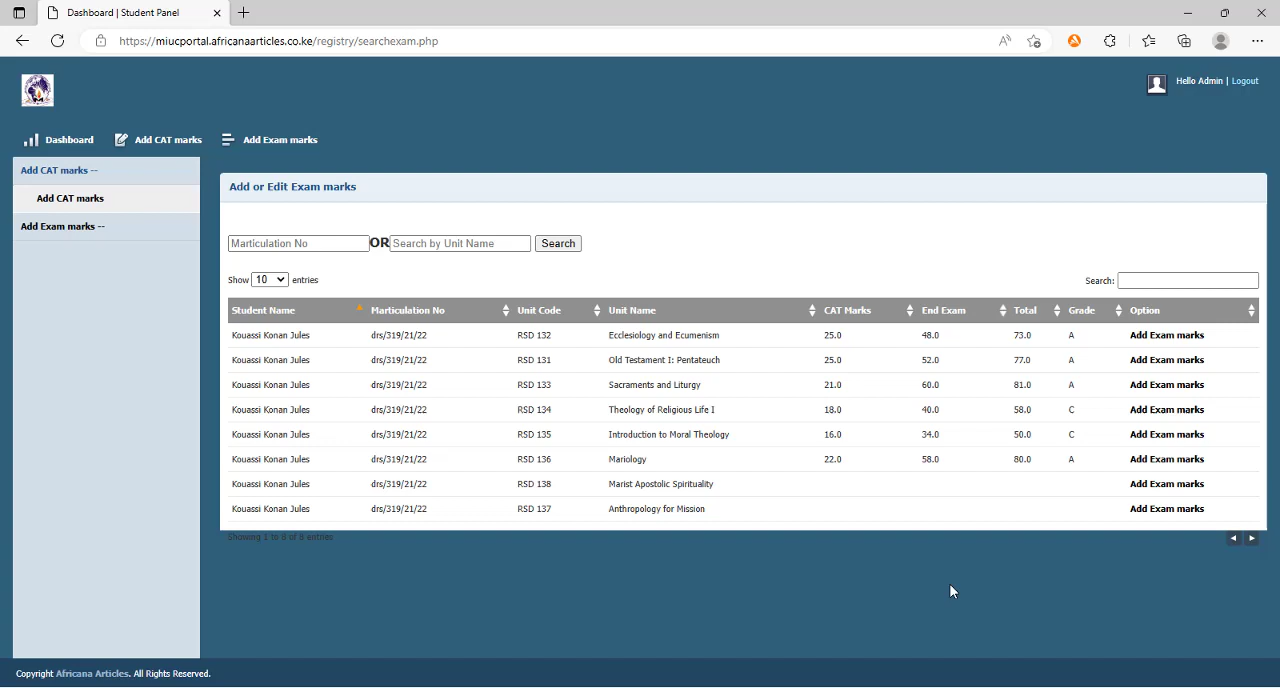 Dashboard | Student Panel
https://miucportal.africanaarticles.co.ke/registry/searchexam.php
Hello Admin | Logout
Dashboard Add CAT marks Add Exam marks
Add CAT marks --
Add CAT marks
Add Exam marks --
Add or Edit Exam marks
Marticulation No OR Search by Unit Name Search
Show 10 entries Search:
Student Name Marticulation No Unit Code Unit Name CAT Marks End Exam Total Grade Option
Kouassi Konan Jules drs/319/21/22 RSD 132 Ecclesiology and Ecumenism 25.0 48.0 73.0 A Add Exam marks
Kouassi Konan Jules drs/319/21/22 RSD 131 Old Testament I: Pentateuch 25.0 52.0 77.0 A Add Exam marks
Kouassi Konan Jules drs/319/21/22 RSD 133 Sacraments and Liturgy 21.0 60.0 81.0 A Add Exam marks
Kouassi Konan Jules drs/319/21/22 RSD 134 Theology of Religious Life I 18.0 40.0 58.0 C Add Exam marks
Kouassi Konan Jules drs/319/21/22 RSD 135 Introduction to Moral Theology 16.0 34.0 50.0 C Add Exam marks
Kouassi Konan Jules drs/319/21/22 RSD 136 Mariology 22.0 58.0 80.0 A Add Exam marks
Kouassi Konan Jules drs/319/21/22 RSD 138 Marist Apostolic Spirituality Add Exam marks
Kouassi Konan Jules drs/319/21/22 RSD 137 Anthropology for Mission Add Exam marks
Showing 1 to 8 of 8 entries
Copyright Africana Articles. All Rights Reserved.